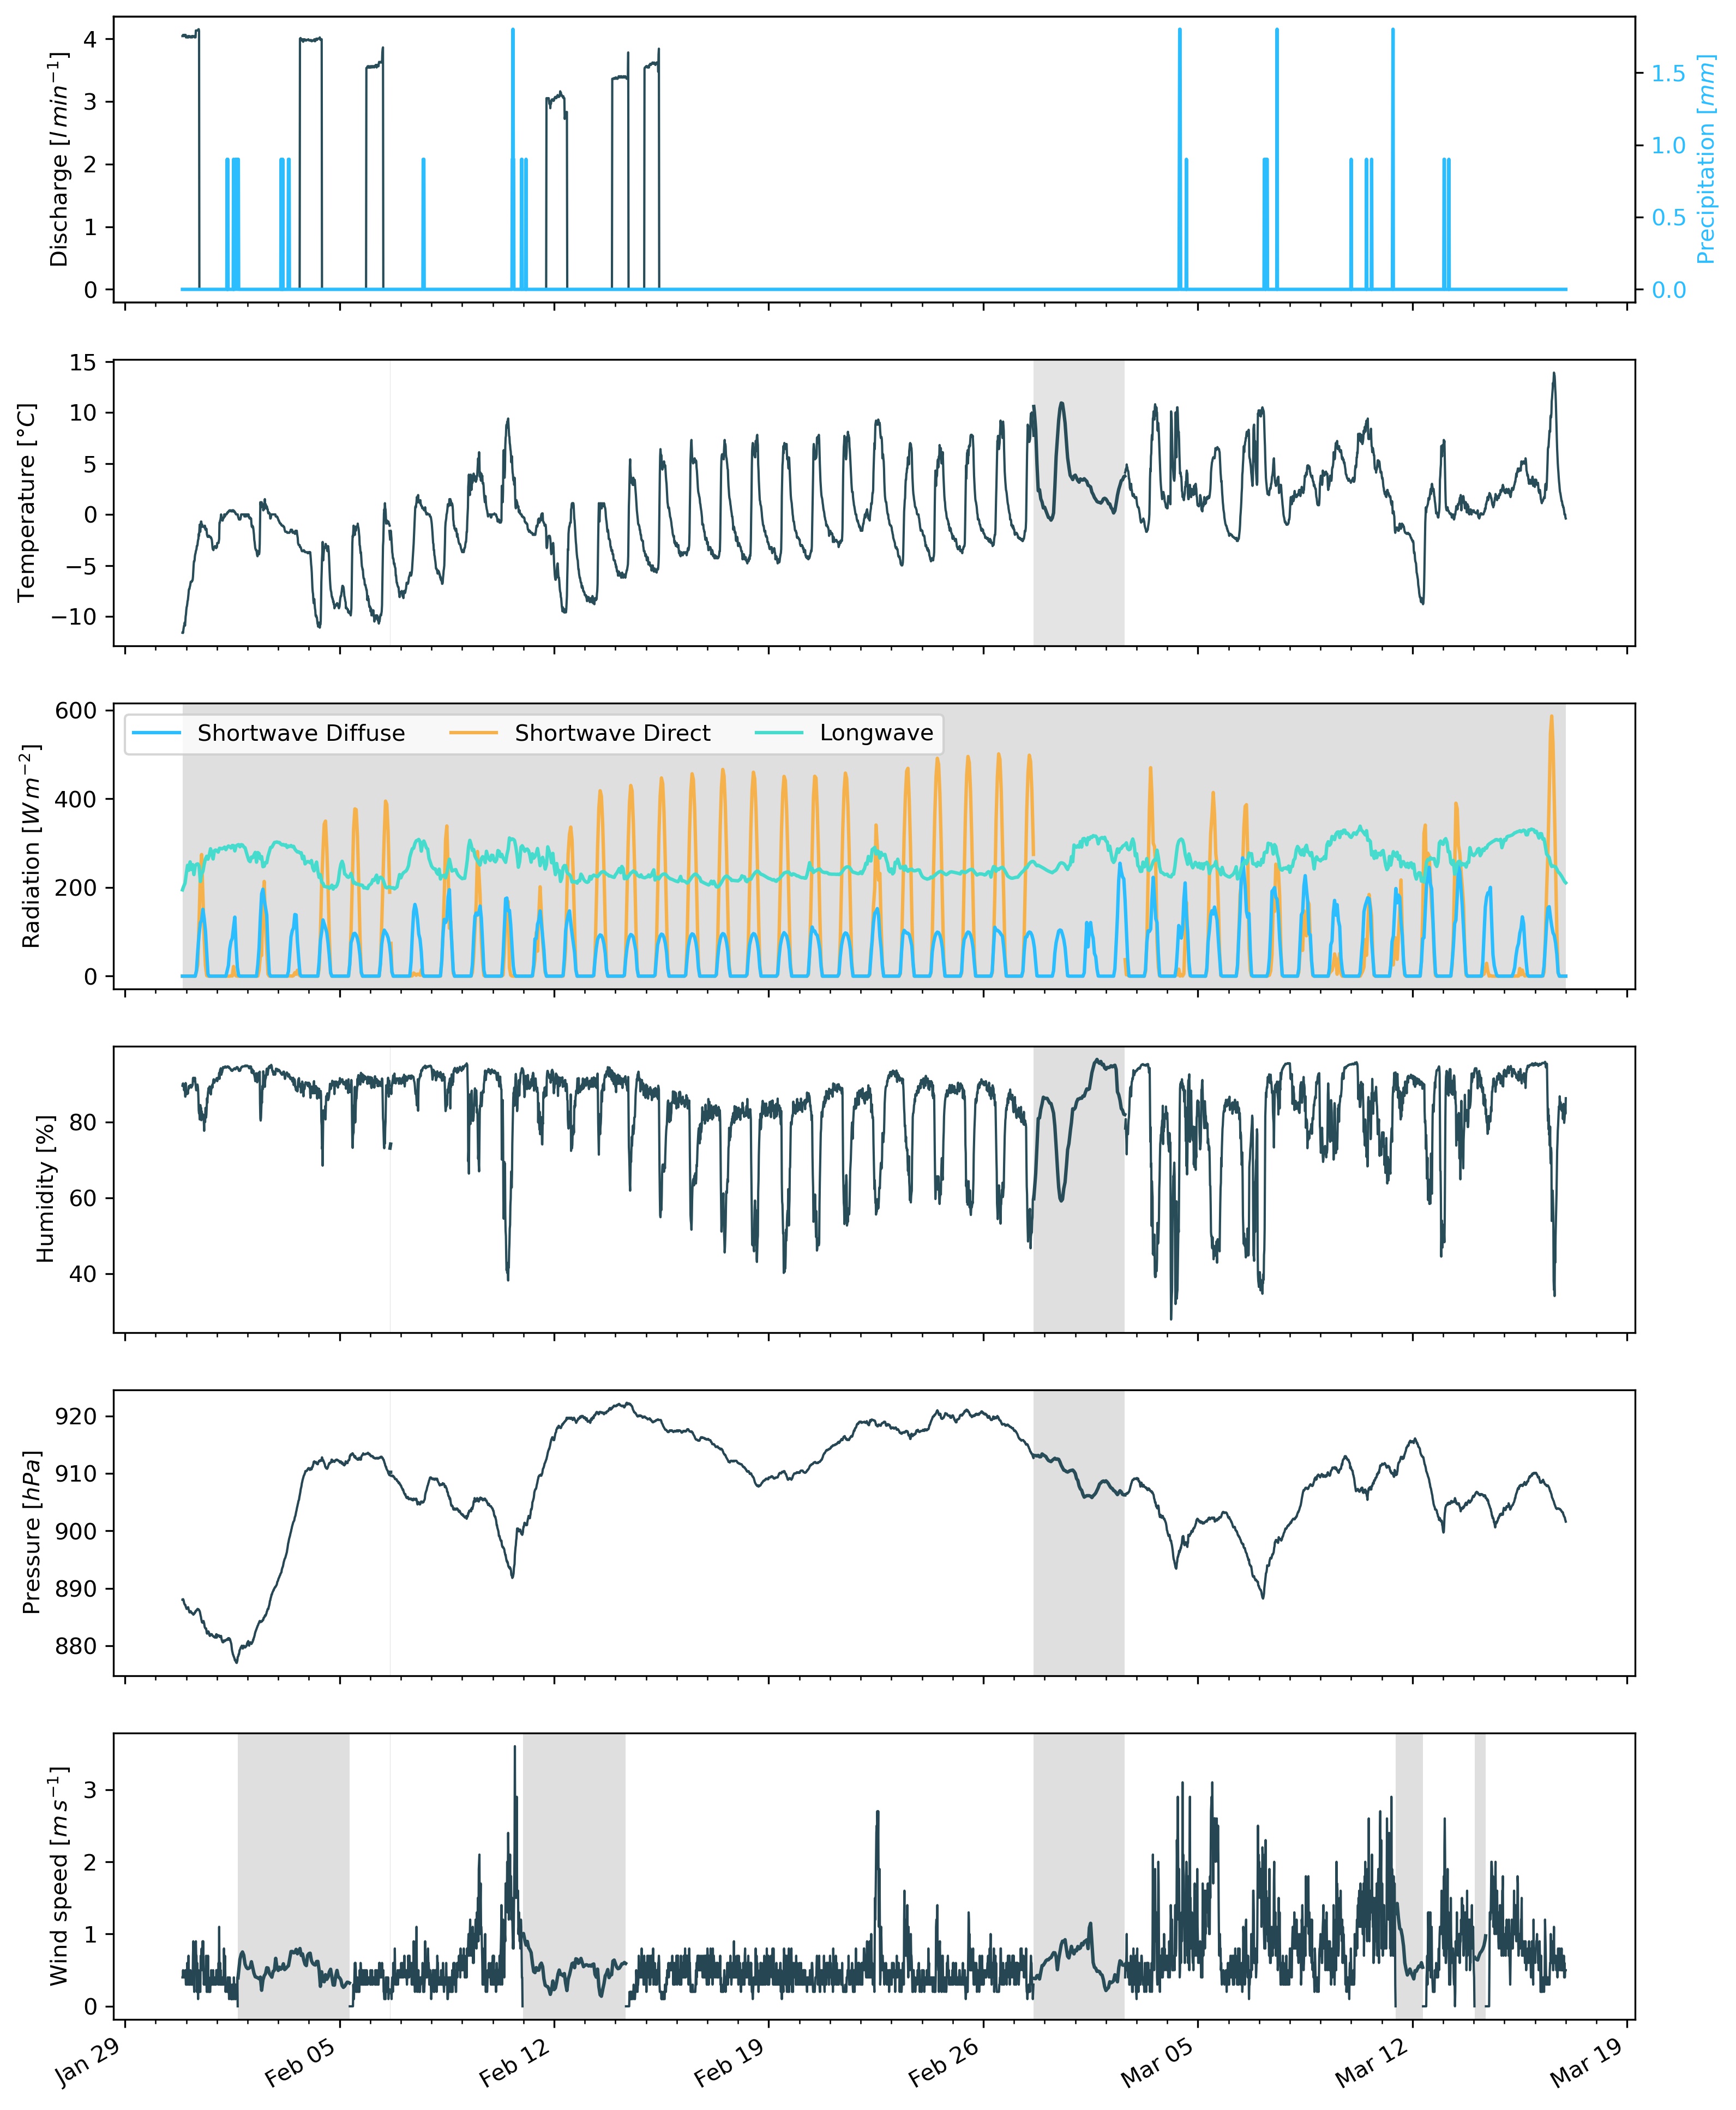 Discharge [l min⁻¹]
4
3
2
1
0
1.5
1.0
0.5
0.0
Precipitation [mm]
Temperature [°C]
15
10
5
0
−5
−10
Radiation [W m⁻²]
600
400
200
0
Shortwave Diffuse
Shortwave Direct
Longwave
Humidity [%]
80
60
40
Pressure [hPa]
920
910
900
890
880
Wind speed [m s⁻¹]
3
2
1
0
Jan 29
Feb 05
Feb 12
Feb 19
Feb 26
Mar 05
Mar 12
Mar 19